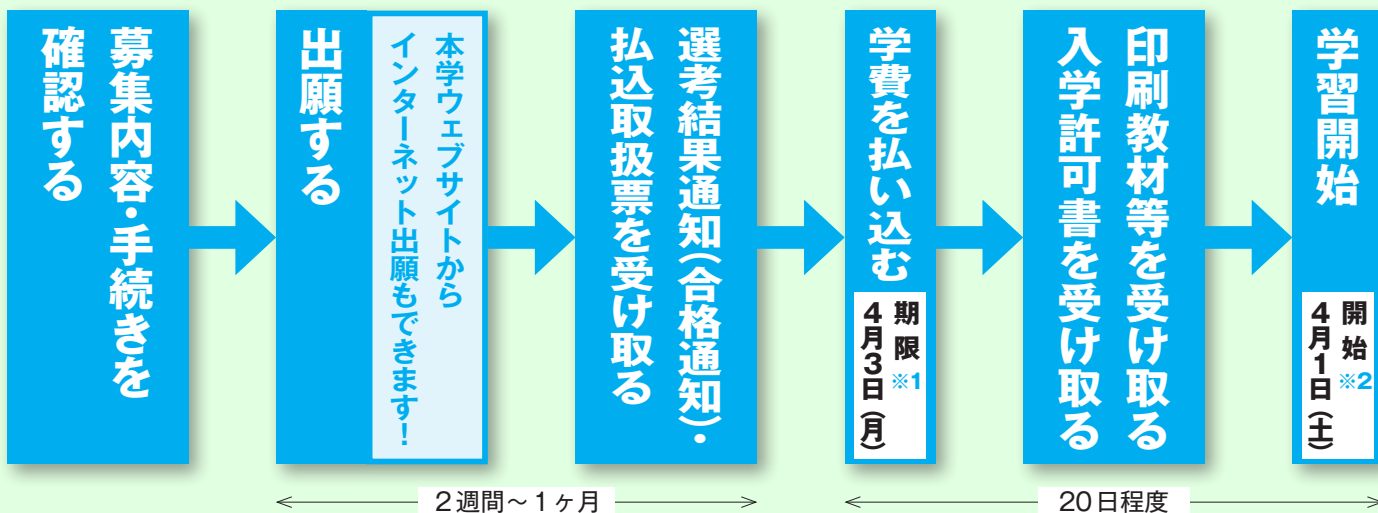 募集内容・手続きを
確認する
出願する
本学ウェブサイトから
インターネット出願もできます！
選考結果通知（合格通知）・
払込取扱票を受け取る
学費を払い込む
期限※1
4月3日（月）
印刷教材等を受け取る
入学許可書を受け取る
学習開始
開始※2
4月1日（土）
2週間～1ヶ月
20日程度